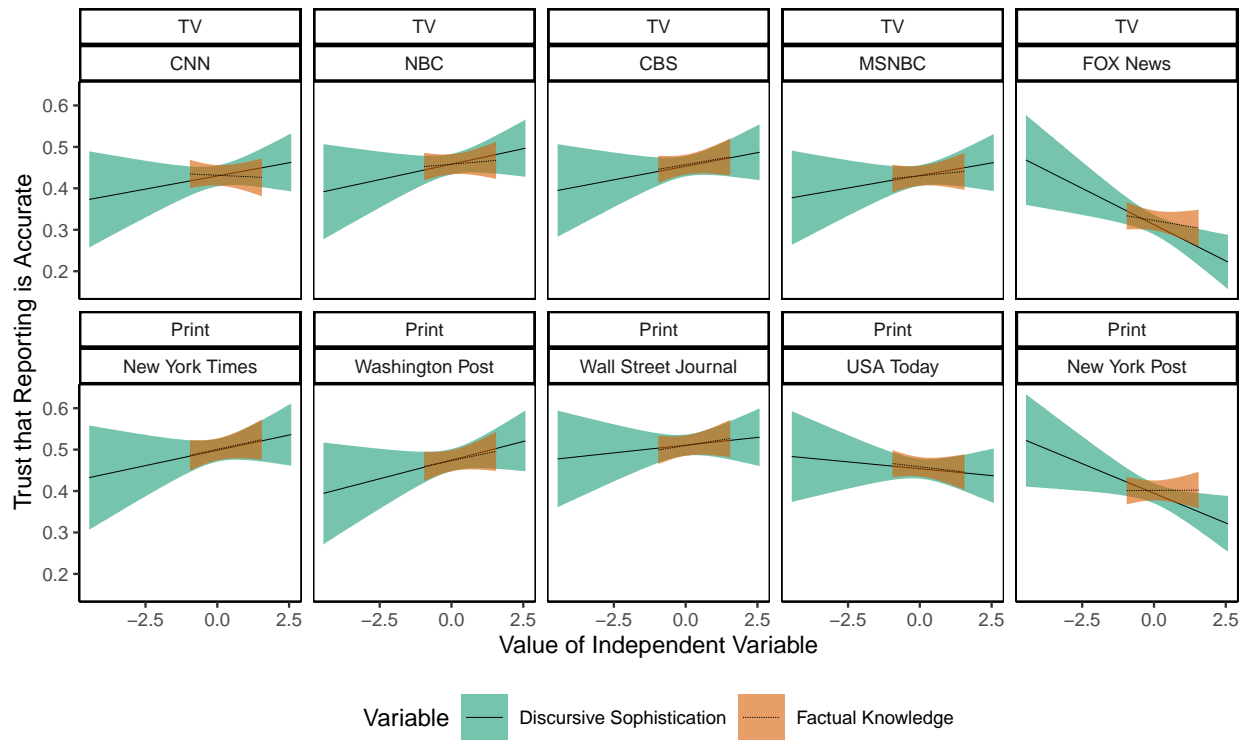 TV TV TV TV TV
CNN NBC CBS MSNBC FOX News
0.6
0.5
0.4
0.3
0.2
Print Print Print Print Print
New York Times Washington Post Wall Street Journal USA Today New York Post
0.6
0.5
0.4
0.3
0.2
Trust that Reporting is Accurate
−2.5 0.0 2.5 −2.5 0.0 2.5 −2.5 0.0 2.5 −2.5 0.0 2.5 −2.5 0.0 2.5
Value of Independent Variable
Variable Discursive Sophistication Factual Knowledge